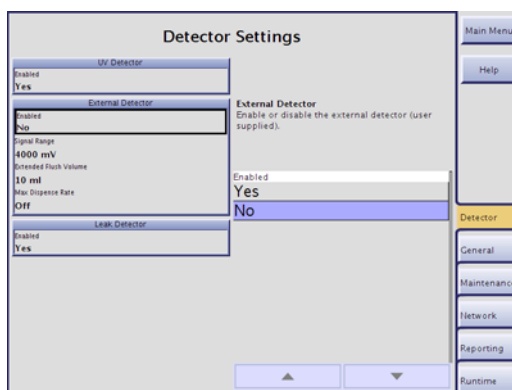 Detector Settings
Main Menu
Help
UV Detector
Enabled
Yes
External Detector
Enabled
No
Signal Range
4000 mV
Extended Flush Volume
10 ml
Max Dispence Rate
Off
Leak Detector
Enabled
Yes
External Detector
Enable or disable the external detector (user
supplied).
Enabled
Yes
No
Detector
General
Maintenance
Network
Reporting
Runtime